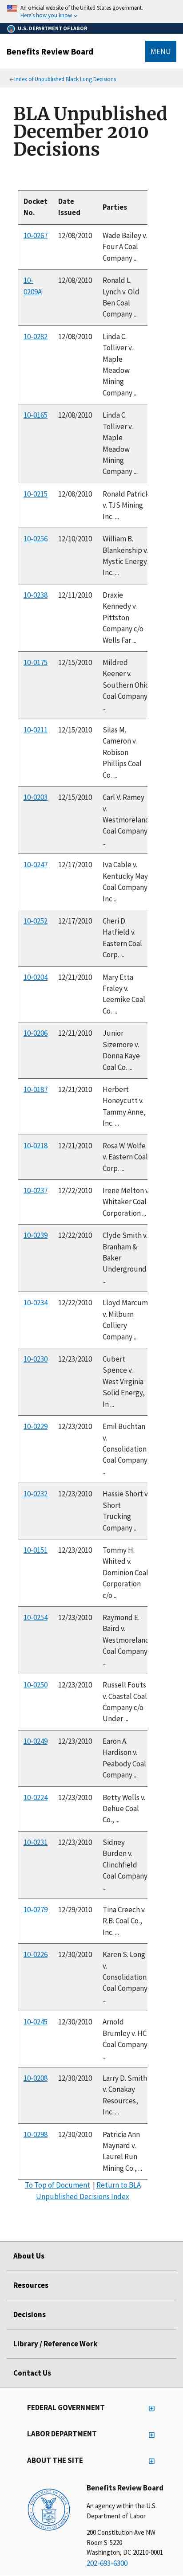 An official website of the United States government.
Here's how you know
U.S. DEPARTMENT OF LABOR
Benefits Review Board
MENU
Index of Unpublished Black Lung Decisions
BLA Unpublished
December 2010
Decisions
Docket No. Date Issued Parties
10-0267 12/08/2010 Wade Bailey v. Four A Coal Company ...
10-0209A 12/08/2010 Ronald L. Lynch v. Old Ben Coal Company ...
10-0282 12/08/2010 Linda C. Tolliver v. Maple Meadow Mining Company ...
10-0165 12/08/2010 Linda C. Tolliver v. Maple Meadow Mining Company ...
10-0215 12/08/2010 Ronald Patrick v. TJS Mining Inc. ...
10-0256 12/10/2010 William B. Blankenship v. Mystic Energy, Inc. ...
10-0238 12/11/2010 Draxie Kennedy v. Pittston Company c/o Wells Far ...
10-0175 12/15/2010 Mildred Keener v. Southern Ohio Coal Company ...
10-0211 12/15/2010 Silas M. Cameron v. Robison Phillips Coal Co. ...
10-0203 12/15/2010 Carl V. Ramey v. Westmoreland Coal Company ...
10-0247 12/17/2010 Iva Cable v. Kentucky May Coal Company Inc ...
10-0252 12/17/2010 Cheri D. Hatfield v. Eastern Coal Corp. ...
10-0204 12/21/2010 Mary Etta Fraley v. Leemike Coal Co. ...
10-0206 12/21/2010 Junior Sizemore v. Donna Kaye Coal Co. ...
10-0187 12/21/2010 Herbert Honeycutt v. Tammy Anne, Inc. ...
10-0218 12/21/2010 Rosa W. Wolfe v. Eastern Coal Corp. ...
10-0237 12/22/2010 Irene Melton v. Whitaker Coal Corporation ...
10-0239 12/22/2010 Clyde Smith v. Branham & Baker Underground ...
10-0234 12/22/2010 Lloyd Marcum v. Milburn Colliery Company ...
10-0230 12/23/2010 Cubert Spence v. West Virginia Solid Energy, In ...
10-0229 12/23/2010 Emil Buchtan v. Consolidation Coal Company ...
10-0232 12/23/2010 Hassie Short v. Short Trucking Company ...
10-0151 12/23/2010 Tommy H. Whited v. Dominion Coal Corporation c/o ...
10-0254 12/23/2010 Raymond E. Baird v. Westmoreland Coal Company ...
10-0250 12/23/2010 Russell Fouts v. Coastal Coal Company c/o Under ...
10-0249 12/23/2010 Earon A. Hardison v. Peabody Coal Company ...
10-0224 12/23/2010 Betty Wells v. Dehue Coal Co., ...
10-0231 12/23/2010 Sidney Burden v. Clinchfield Coal Company ...
10-0279 12/29/2010 Tina Creech v. R.B. Coal Co., Inc. ...
10-0226 12/30/2010 Karen S. Long v. Consolidation Coal Company ...
10-0245 12/30/2010 Arnold Brumley v. HC Coal Company ...
10-0208 12/30/2010 Larry D. Smith v. Conakay Resources, Inc. ...
10-0298 12/30/2010 Patricia Ann Maynard v. Laurel Run Mining Co., ...
To Top of Document | Return to BLA
Unpublished Decisions Index
About Us
Resources
Decisions
Library / Reference Work
Contact Us
FEDERAL GOVERNMENT
LABOR DEPARTMENT
ABOUT THE SITE
Benefits Review Board
An agency within the U.S.
Department of Labor
200 Constitution Ave NW
Room S-5220
Washington, DC 20210-0001
202-693-6300